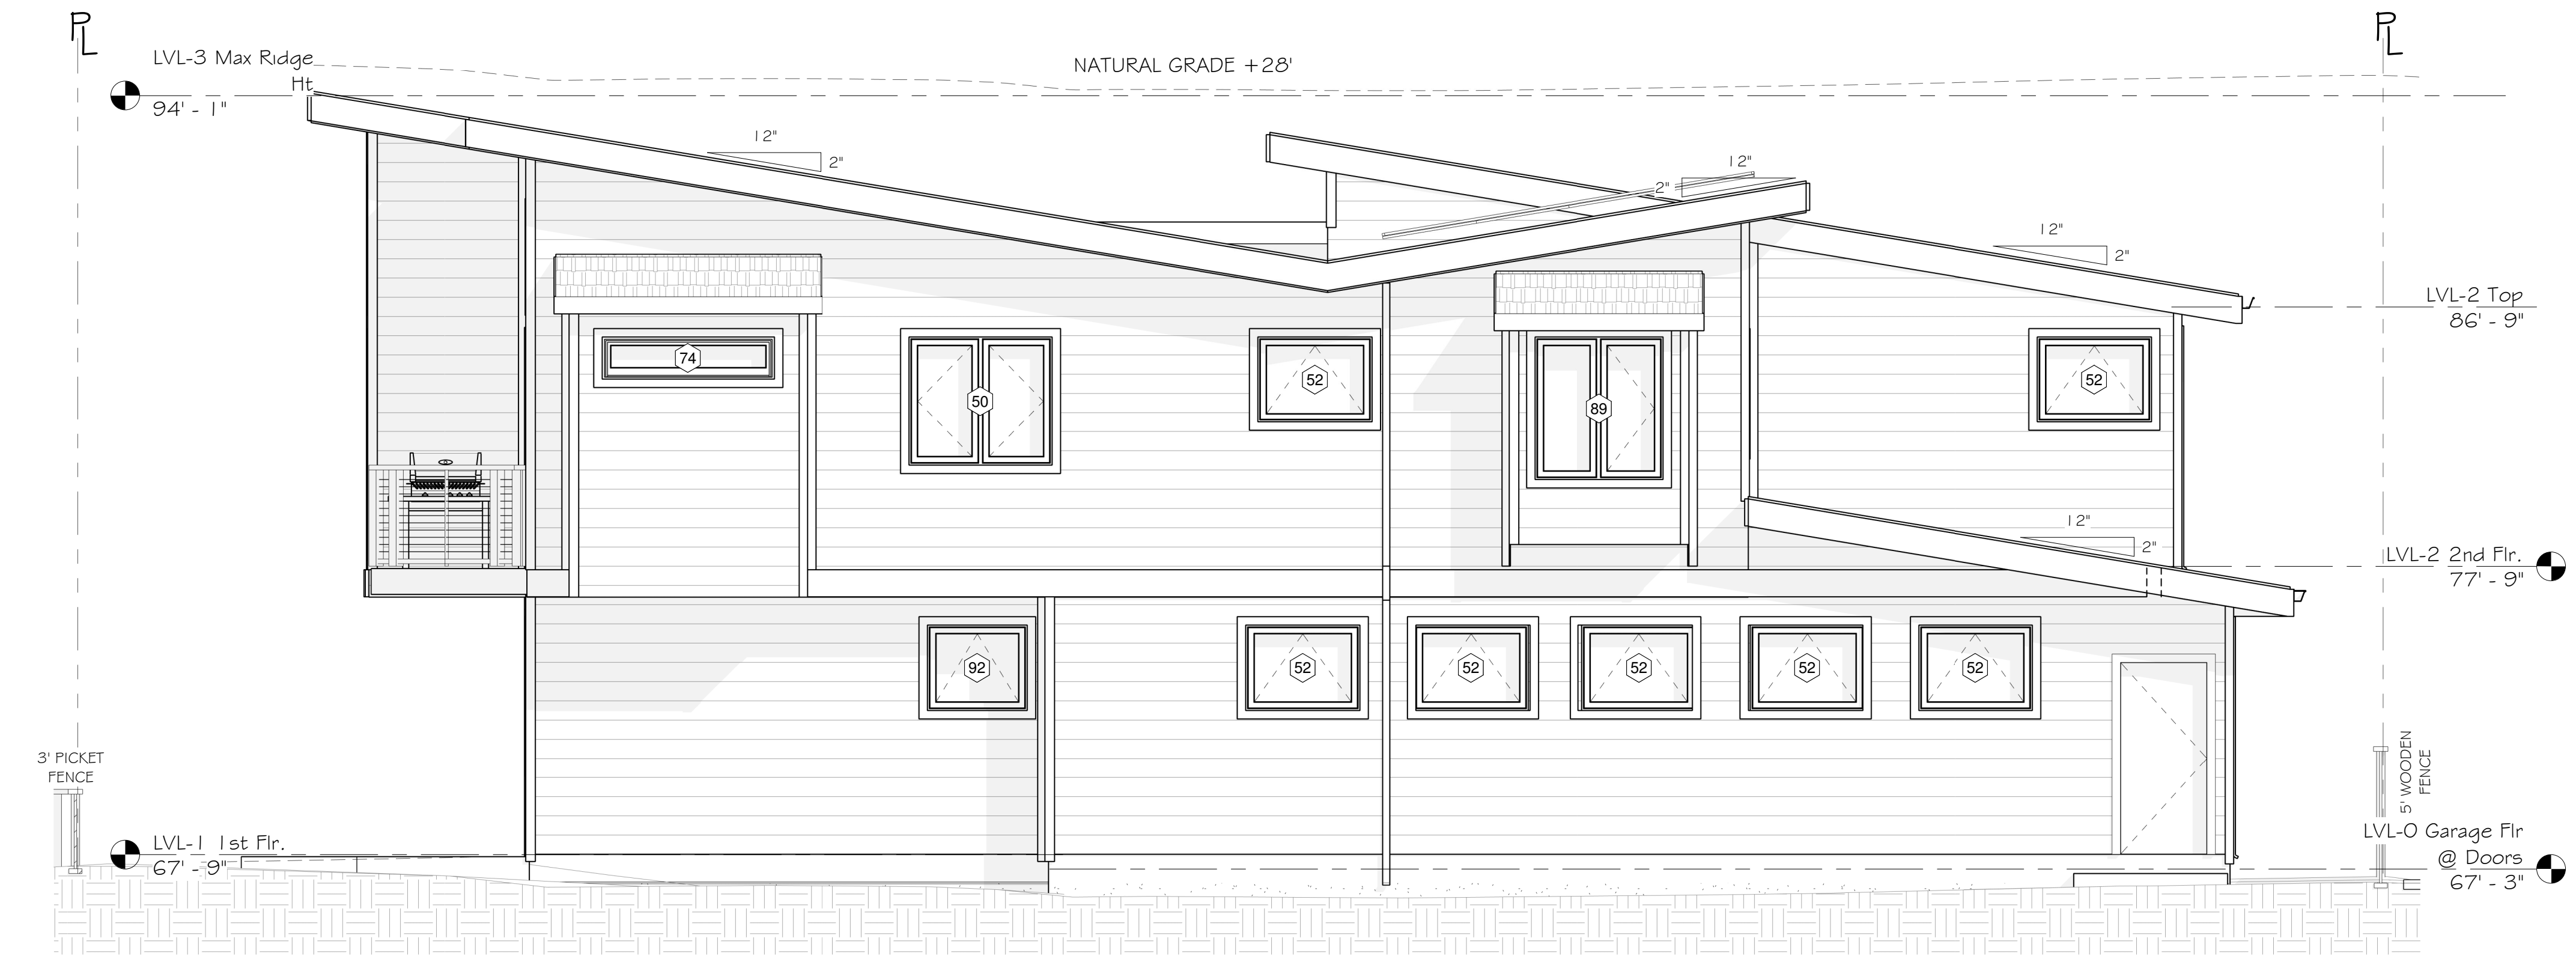 PL
PL
LVL-3 Max Ridge
Ht
94' - 1"
NATURAL GRADE +28'
12"
2"
12"
2"
12"
2"
LVL-2 Top
86' - 9"
74
50
52
89
52
12"
2"
LVL-2 2nd Flr.
77' - 9"
92
52
52
52
52
52
3' PICKET
FENCE
5' WOODEN
FENCE
LVL-1 1st Flr.
67' - 9"
LVL-0 Garage Flr
@ Doors
67' - 3"